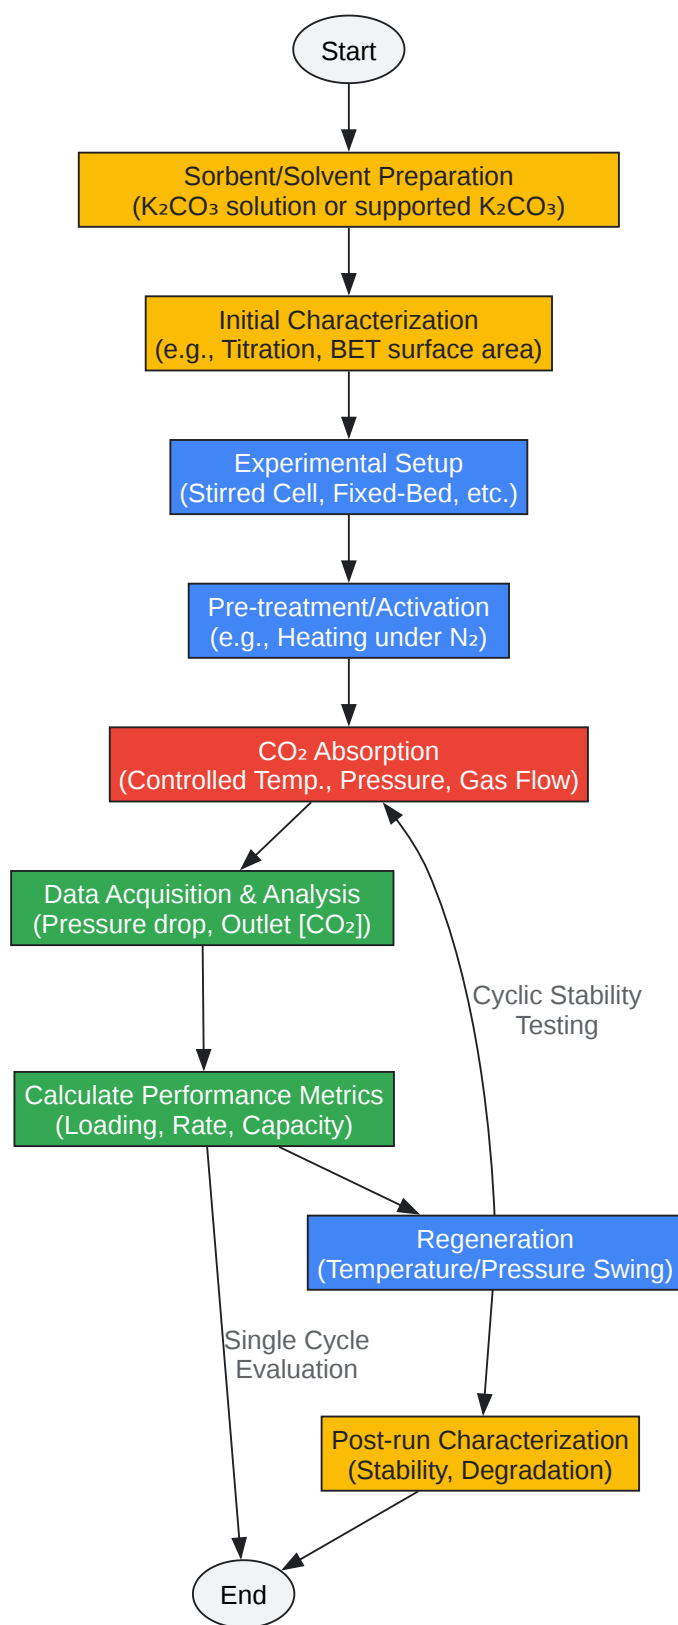 Start
Sorbent/Solvent Preparation
(K₂CO₃ solution or supported K₂CO₃)
Initial Characterization
(e.g., Titration, BET surface area)
Experimental Setup
(Stirred Cell, Fixed-Bed, etc.)
Pre-treatment/Activation
(e.g., Heating under N₂)
CO₂ Absorption
(Controlled Temp., Pressure, Gas Flow)
Data Acquisition & Analysis
(Pressure drop, Outlet [CO₂])
Cyclic Stability
Testing
Calculate Performance Metrics
(Loading, Rate, Capacity)
Regeneration
(Temperature/Pressure Swing)
Single Cycle
Evaluation
Post-run Characterization
(Stability, Degradation)
End